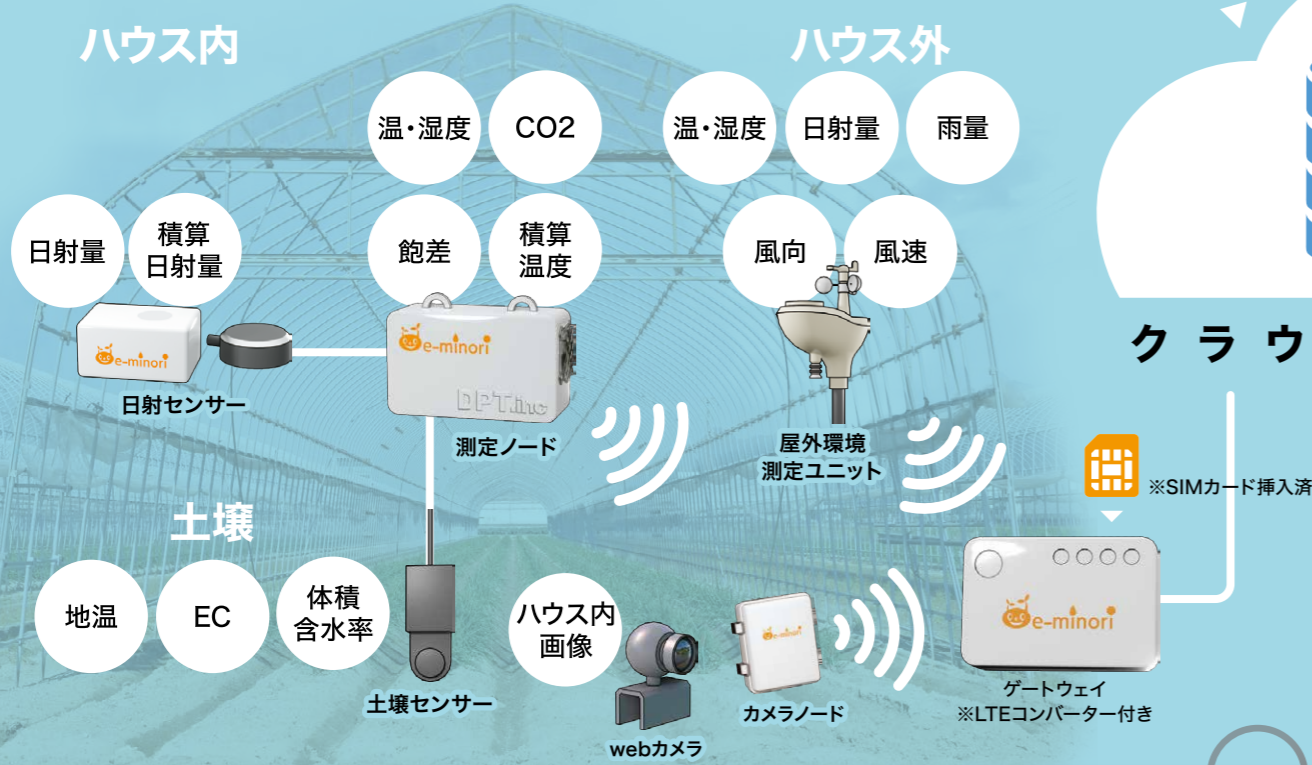 ハウス内
ハウス外
温・湿度
CO2
温・湿度
日射量
雨量
日射量
積算
日射量
飽差
積算
温度
風向
風速
e-minori
日射センサー
e-minori
DPT.inc
測定ノード
屋外環境
測定ユニット
クラウ
※SIMカード挿入済
土壌
地温
EC
体積
含水率
土壌センサー
ハウス内
画像
webカメラ
e-minori
カメラノード
e-minori
ゲートウェイ
※LTEコンバーター付き